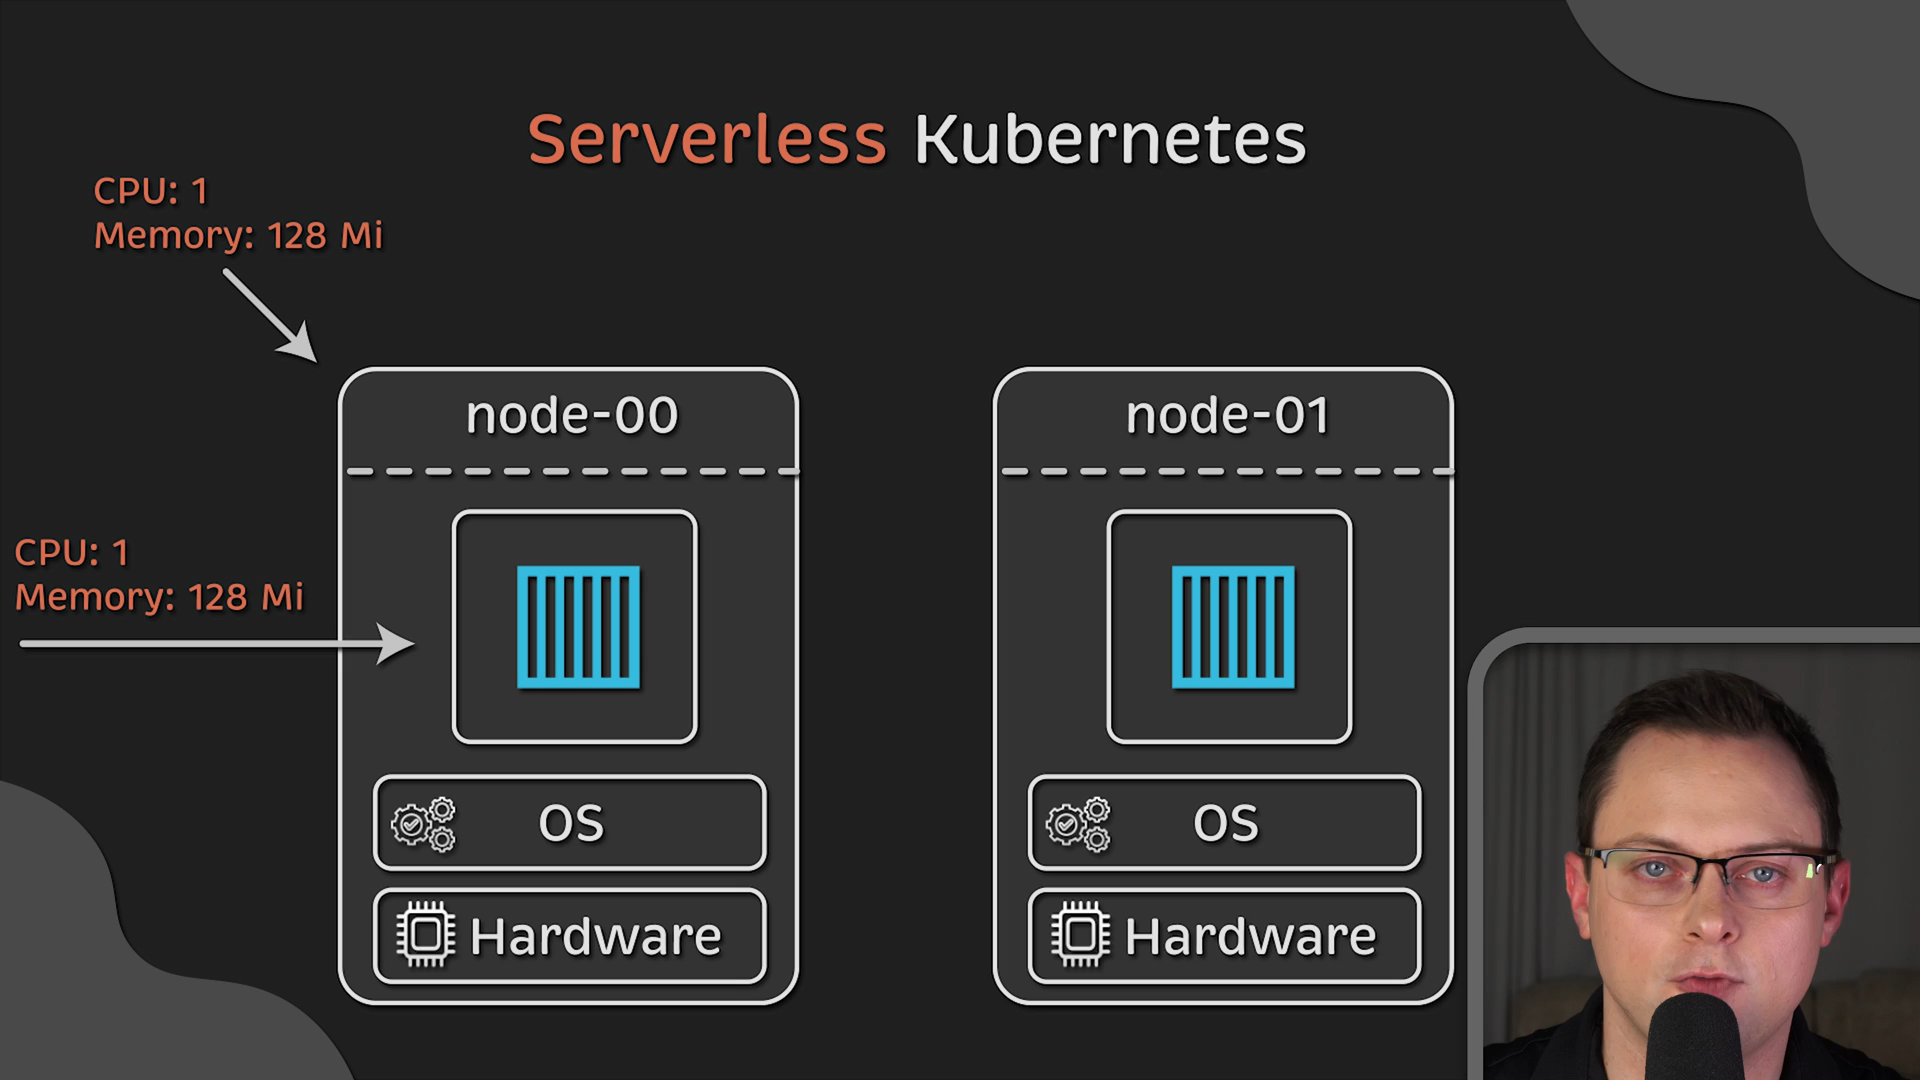 Serverless Kubernetes
CPU: 1
Memory: 128 Mi
node-00
node-01
CPU: 1
Memory: 128 Mi
OS
OS
Hardware
Hardware